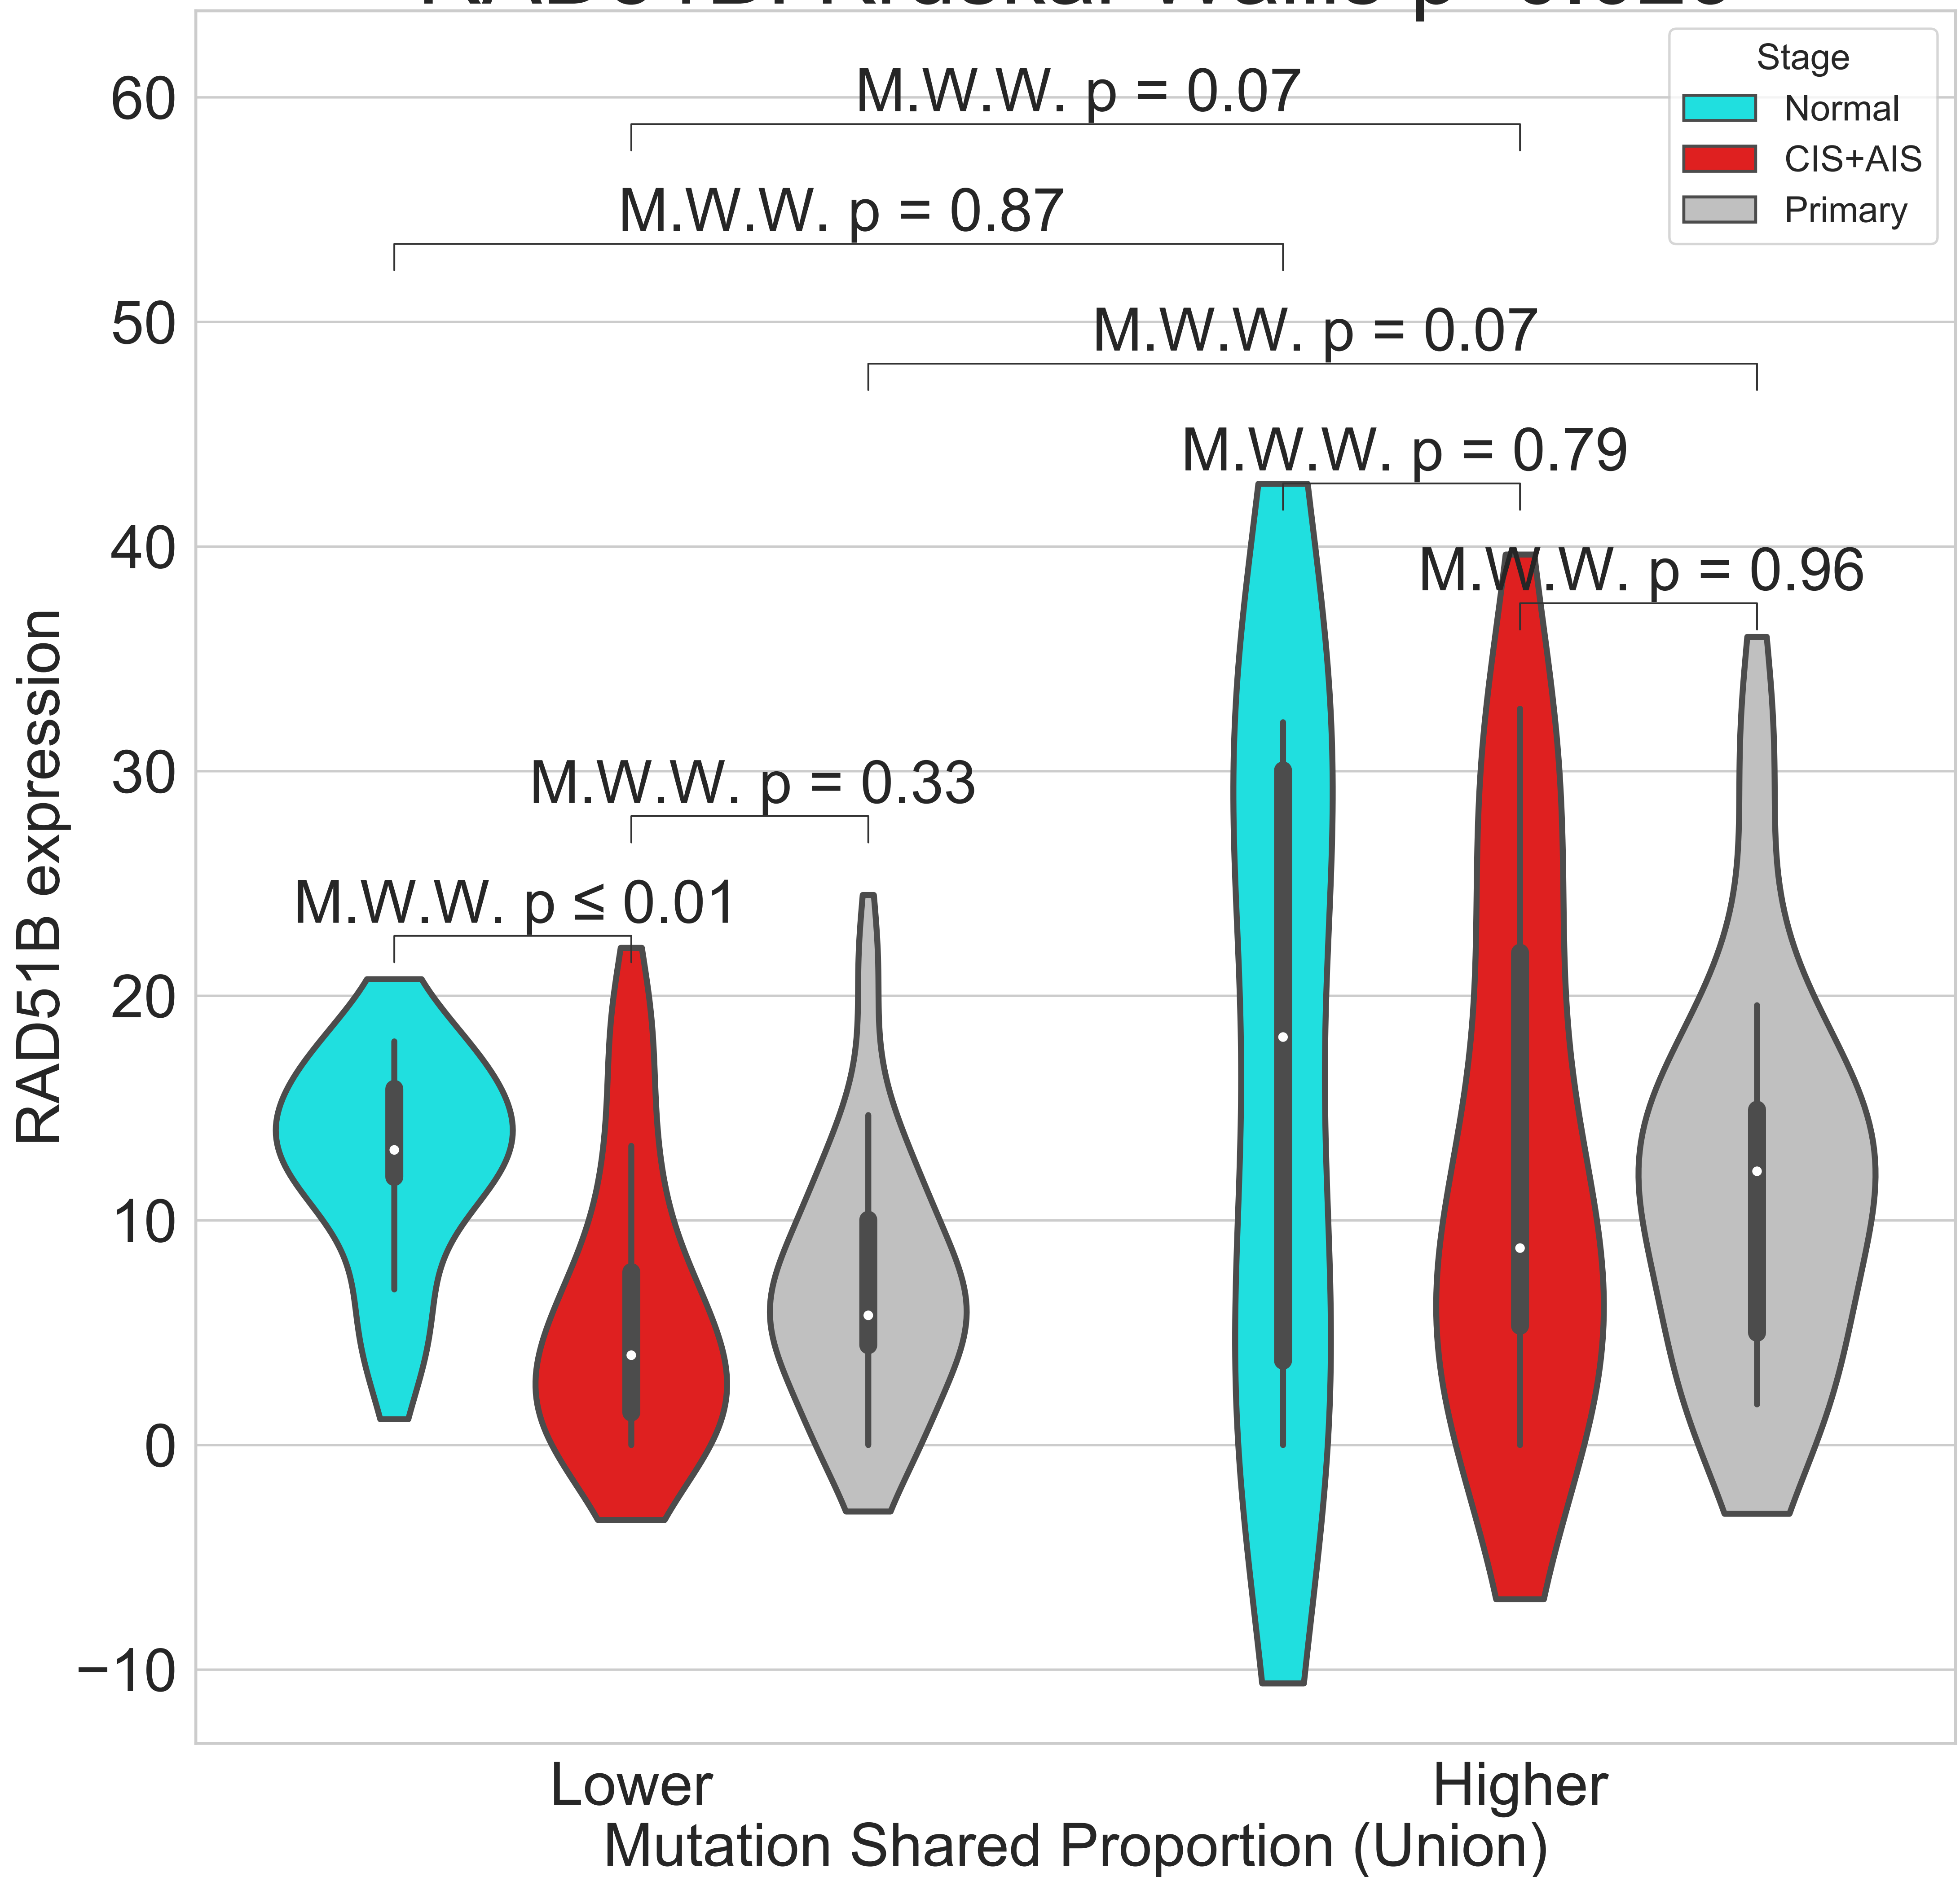 Stage
Normal
CIS+AIS
Primary
60
50
40
30
20
10
0
−10
RAD51B expression
M.W.W. p = 0.07
M.W.W. p = 0.87
M.W.W. p = 0.07
M.W.W. p = 0.79
M.W.W. p = 0.96
M.W.W. p = 0.33
M.W.W. p ≤ 0.01
Lower
Higher
Mutation Shared Proportion (Union)